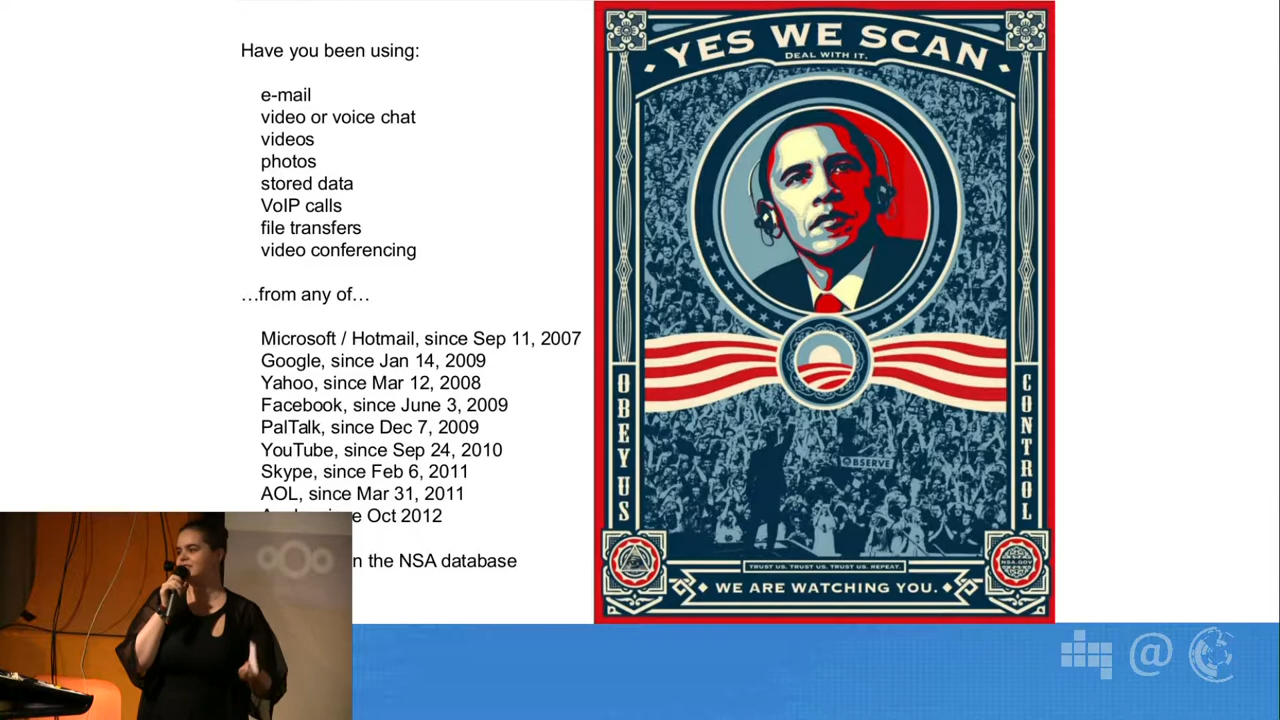 Have you been using:
e-mail
video or voice chat
videos
photos
stored data
VoIP calls
file transfers
video conferencing
…from any of…
Microsoft / Hotmail, since Sep 11, 2007
Google, since Jan 14, 2009
Yahoo, since Mar 12, 2008
Facebook, since June 3, 2009
PalTalk, since Dec 7, 2009
YouTube, since Sep 24, 2010
Skype, since Feb 6, 2011
AOL, since Mar 31, 2011
Oct 2012
the NSA database
YES WE SCAN
DEAL WITH IT.
OBEY US
CONTROL
OBSERVE
NSA.GOV
TRUST US. TRUST US. TRUST US. REPEAT.
WE ARE WATCHING YOU.
@